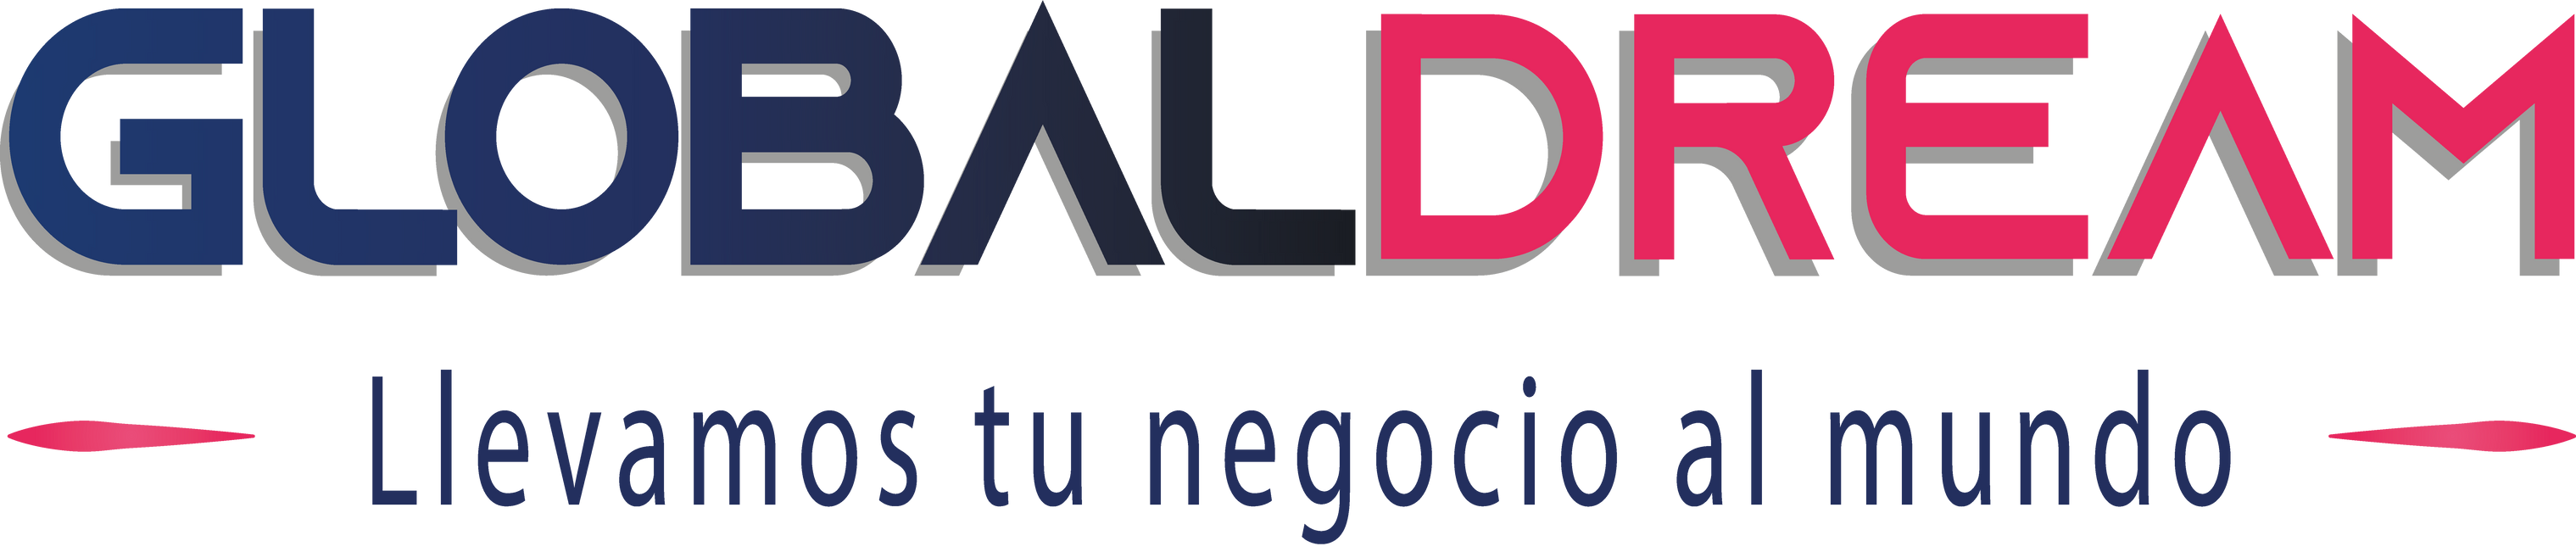 GLOBALDREAM
Llevamos tu negocio al mundo